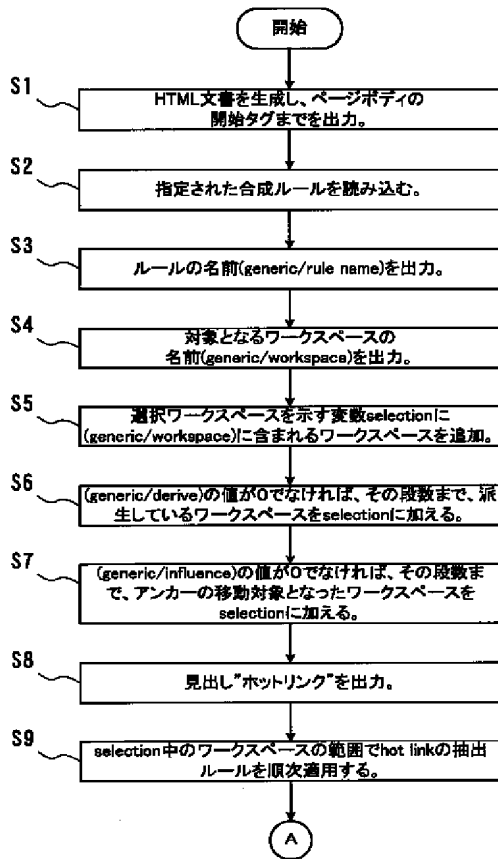 開始
S1
HTML文書を生成し、ページボディの
開始タグまでを出力。
S2
指定された合成ルールを読み込む。
S3
ルールの名前(generic/rule name)を出力。
S4
対象となるワークスペースの
名前(generic/workspace)を出力。
S5
選択ワークスペースを示す変数selectionに
(generic/workspace)に含まれるワークスペースを追加。
S6
(generic/derive)の値が0でなければ、その段数まで、派
生しているワークスペースをselectionに加える。
S7
(generic/influence)の値が0でなければ、その段数ま
で、アンカーの移動対象となったワークスペースを
selectionに加える。
S8
見出し"ホットリンク"を出力。
S9
selection中のワークスペースの範囲でhot linkの抽出
ルールを順次適用する。
A